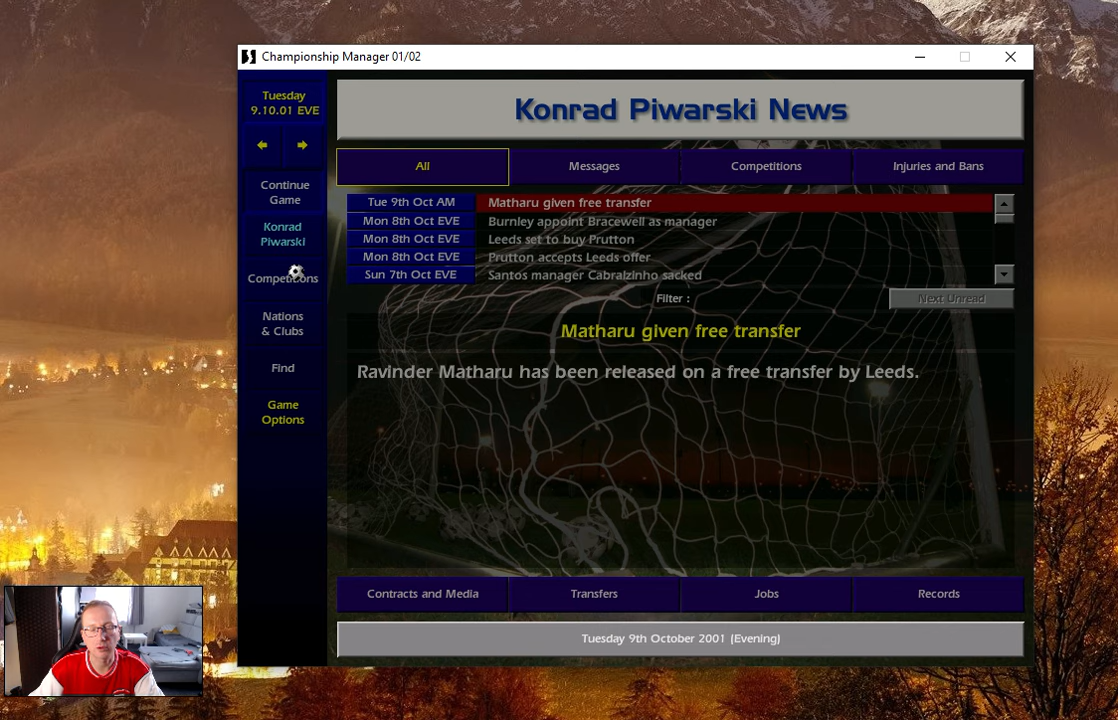 Championship Manager 01/02
Tuesday
9.10.01 EVE
Continue
Game
Konrad
Piwarski
Competitions
Nations
& Clubs
Find
Game
Options
Konrad Piwarski News
All
Messages
Competitions
Injuries and Bans
Tue 9th Oct AM Matharu given free transfer
Mon 8th Oct EVE Burnley appoint Bracewell as manager
Mon 8th Oct EVE Leeds set to buy Prutton
Mon 8th Oct EVE Prutton accepts Leeds offer
Sun 7th Oct EVE Santos manager Cabralzinho sacked
Filter :
Next Unread
Matharu given free transfer
Ravinder Matharu has been released on a free transfer by Leeds.
Contracts and Media
Transfers
Jobs
Records
Tuesday 9th October 2001 (Evening)